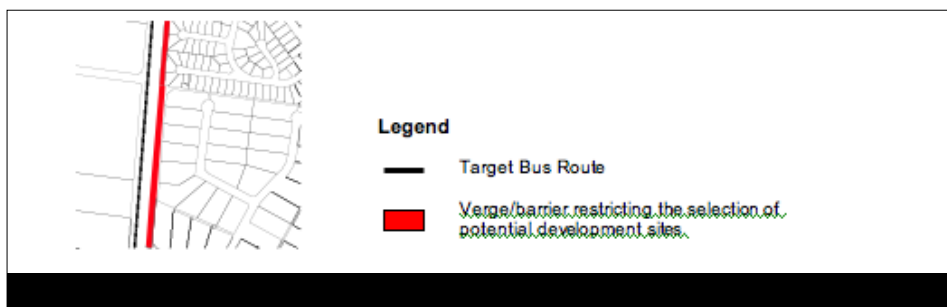 Legend
Target Bus Route
Verge/barrier restricting the selection of
potential development sites.